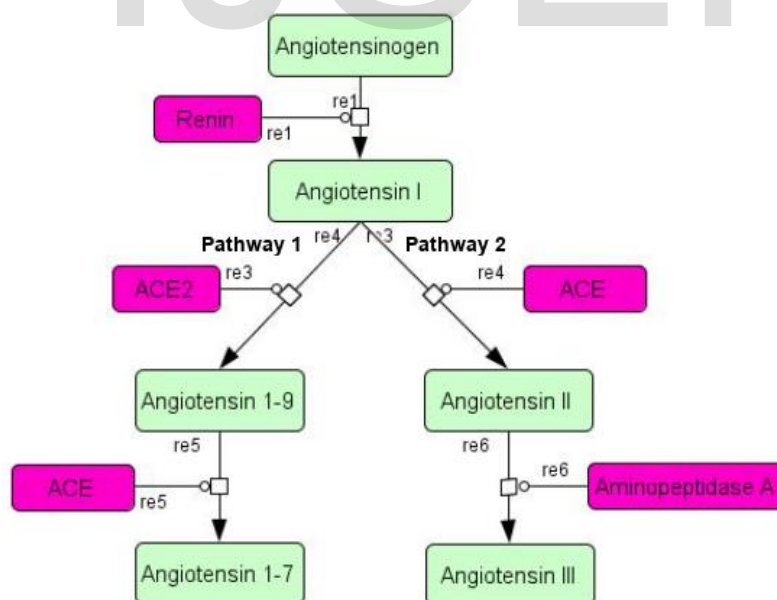 Angiotensinogen
re1
Renin
re1
Angiotensin I
Pathway 1
re4
Pathway 2
re3
ACE2
re4
ACE
Angiotensin 1-9
Angiotensin II
re5
re6
ACE
re5
re6
Aminopeptidase A
Angiotensin 1-7
Angiotensin III